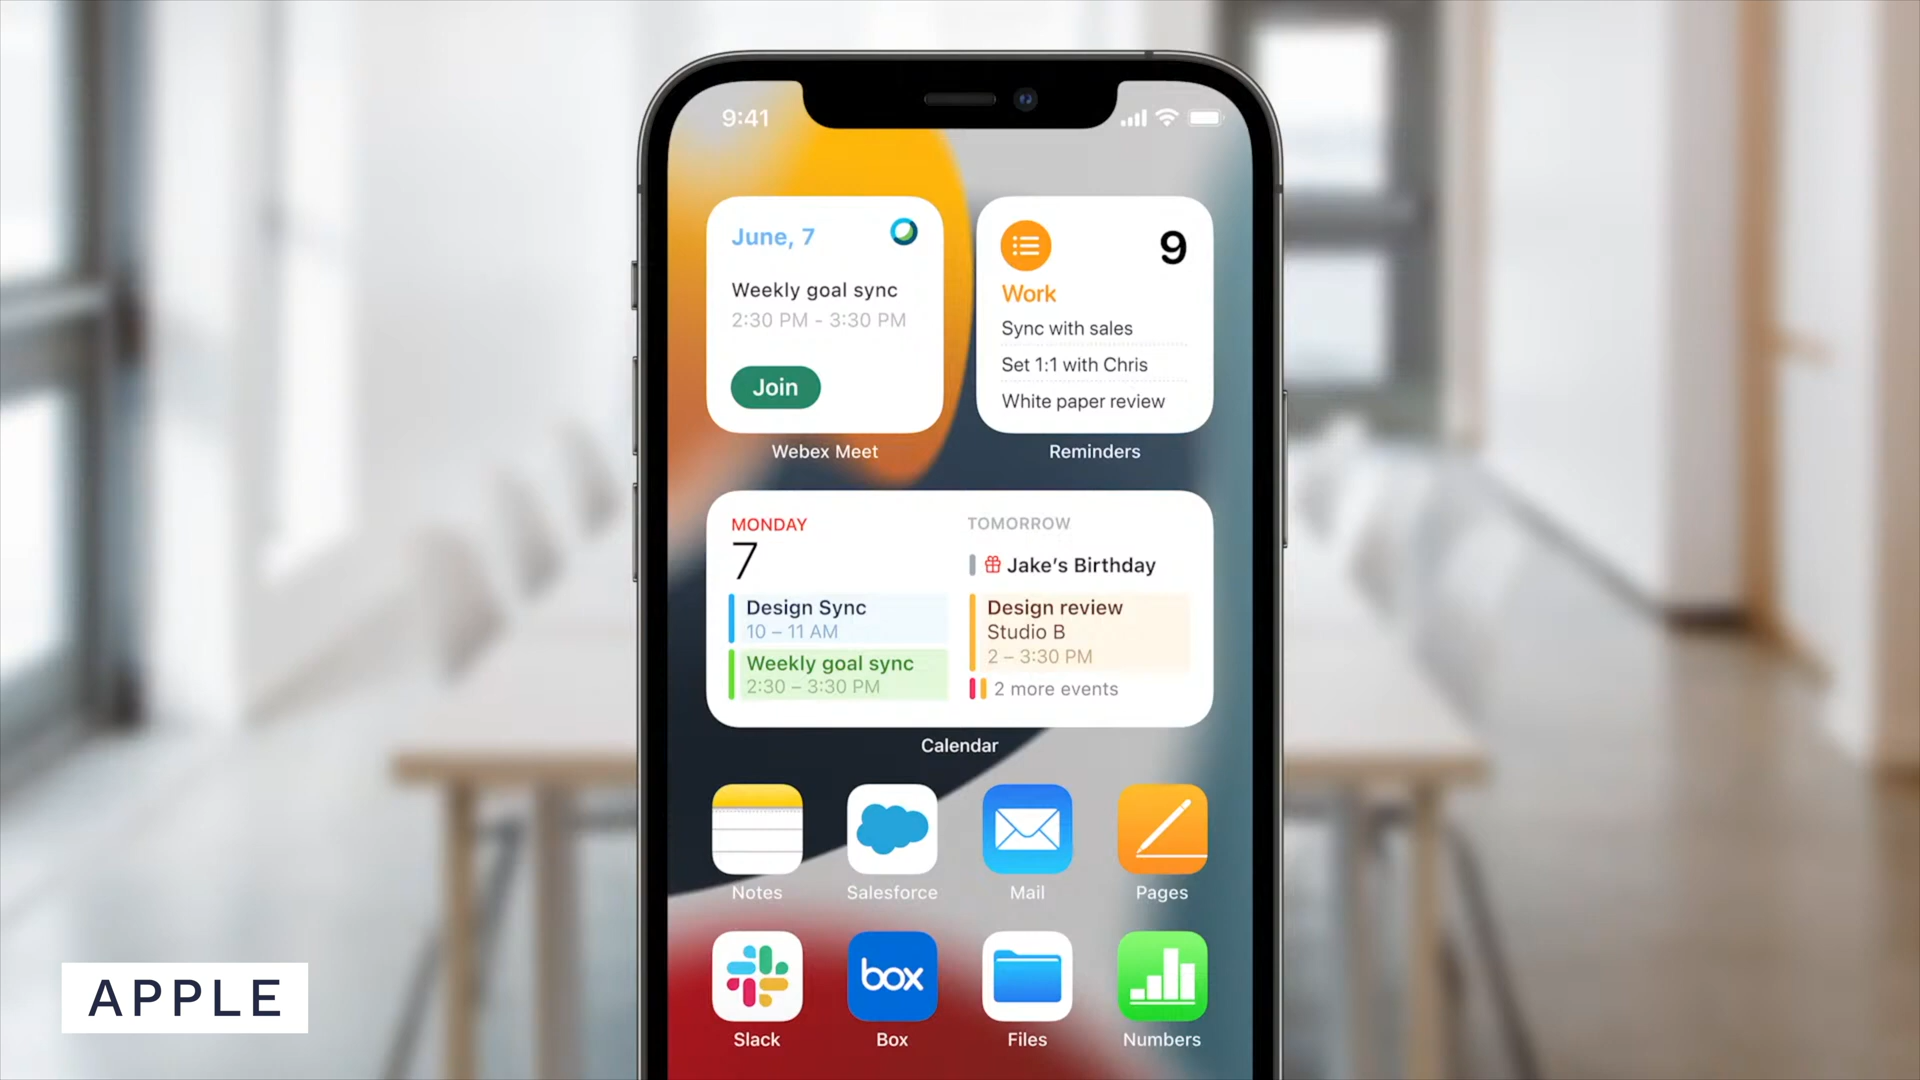 9:41
June, 7
Weekly goal sync
2:30 PM - 3:30 PM
Join
Webex Meet
9
Work
Sync with sales
Set 1:1 with Chris
White paper review
Reminders
MONDAY
7
Design Sync
10 – 11 AM
Weekly goal sync
2:30 – 3:30 PM
TOMORROW
Jake’s Birthday
Design review
Studio B
2 – 3:30 PM
2 more events
Calendar
Notes
Salesforce
Mail
Pages
box
Slack
Box
Files
Numbers
APPLE